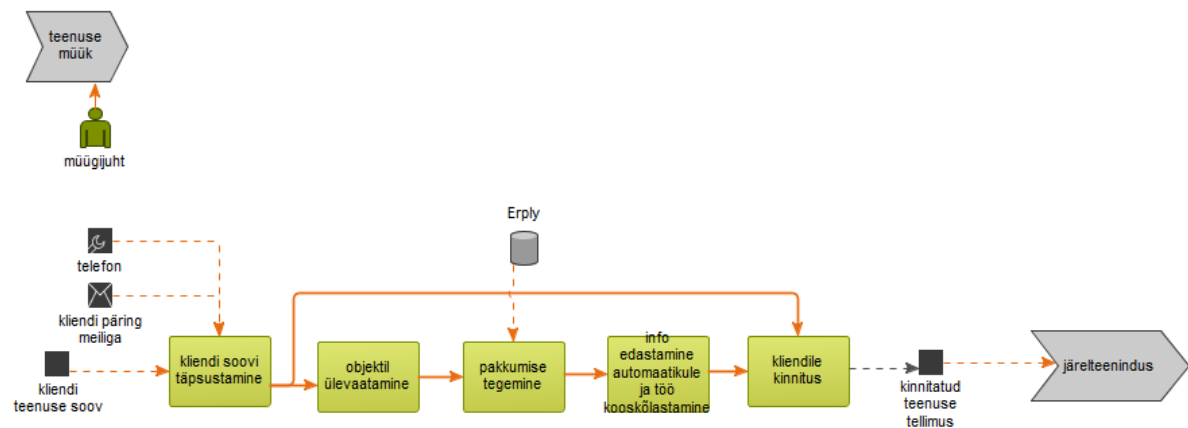 teenuse
müük
müügijuht
Erply
telefon
kliendi päring
meiliga
kliendi
teenuse soov
kliendi soovi
täpsustamine
objektil
ülevaatamine
pakkumise
tegemine
info
edastamine
automaatikule
ja töö
kooskõlastamine
kliendile
kinnitus
kinnitatud
teenuse
tellimus
järelteenindus